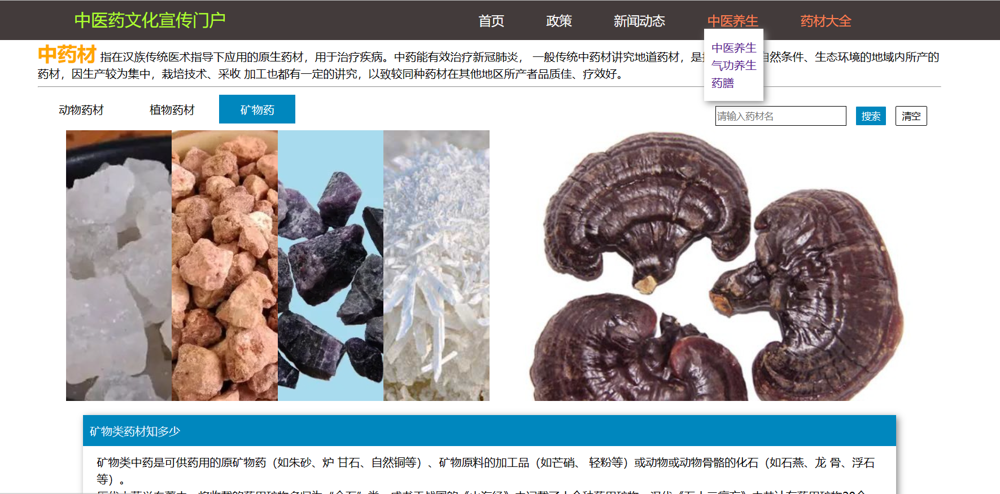 中医药文化宣传门户
首页 政策 新闻动态 中医养生 药材大全
中医养生
气功养生
药膳
中药材 指在汉族传统医术指导下应用的原生药材，用于治疗疾病。中药能有效治疗新冠肺炎， 一般传统中药材讲究地道药材，是 自然条件、生态环境的地域内所产的
药材，因生产较为集中，栽培技术、采收 加工也都有一定的讲究，以致较同种药材在其他地区所产者品质佳、疗效好。
动物药材 植物药材 矿物药
请输入药材名 搜索 清空
矿物类药材知多少
矿物类中药是可供药用的原矿物药（如朱砂、炉 甘石、自然铜等）、矿物原料的加工品（如芒硝、 轻粉等）或动物或动物骨骼的化石（如石燕、龙 骨、浮石
等）。